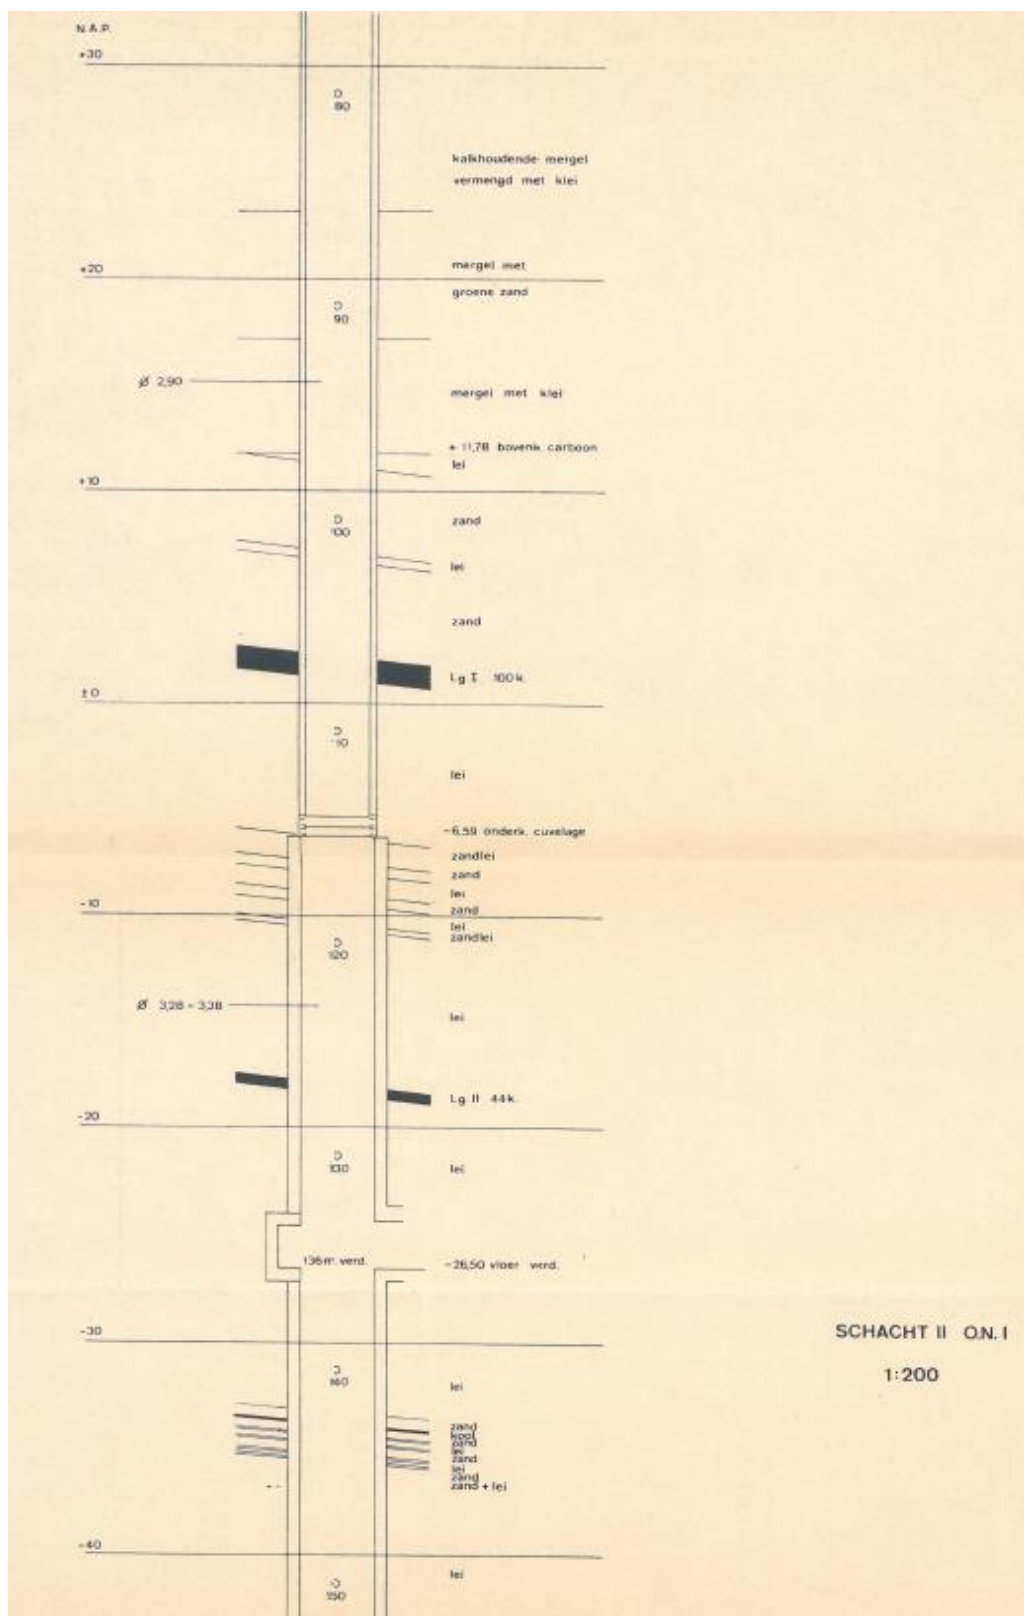 N.A.P.
+30
D
80
kalkhoudende mergel
vermengd met klei
mergel met
+20
groene zand
D
90
Ø 2,90
mergel met klei
+ 11,78 bovenk. carboon
lei
+10
zand
D
100
lei
zand
Lg I 100 k.
±0
D
110
lei
-6,59 onderk. cuvelage
zandlei
zand
lei
zand
-10
lei
zandlei
D
120
Ø 3,28 - 3,38
lei
Lg II 44 k.
-20
D
130
lei
136 m. verd.
-26,50 vloer verd.
-30
SCHACHT II O.N. I
1:200
D
140
lei
zand
kool
zand
lei
zand
lei
zand
zand + lei
-40
lei
D
150